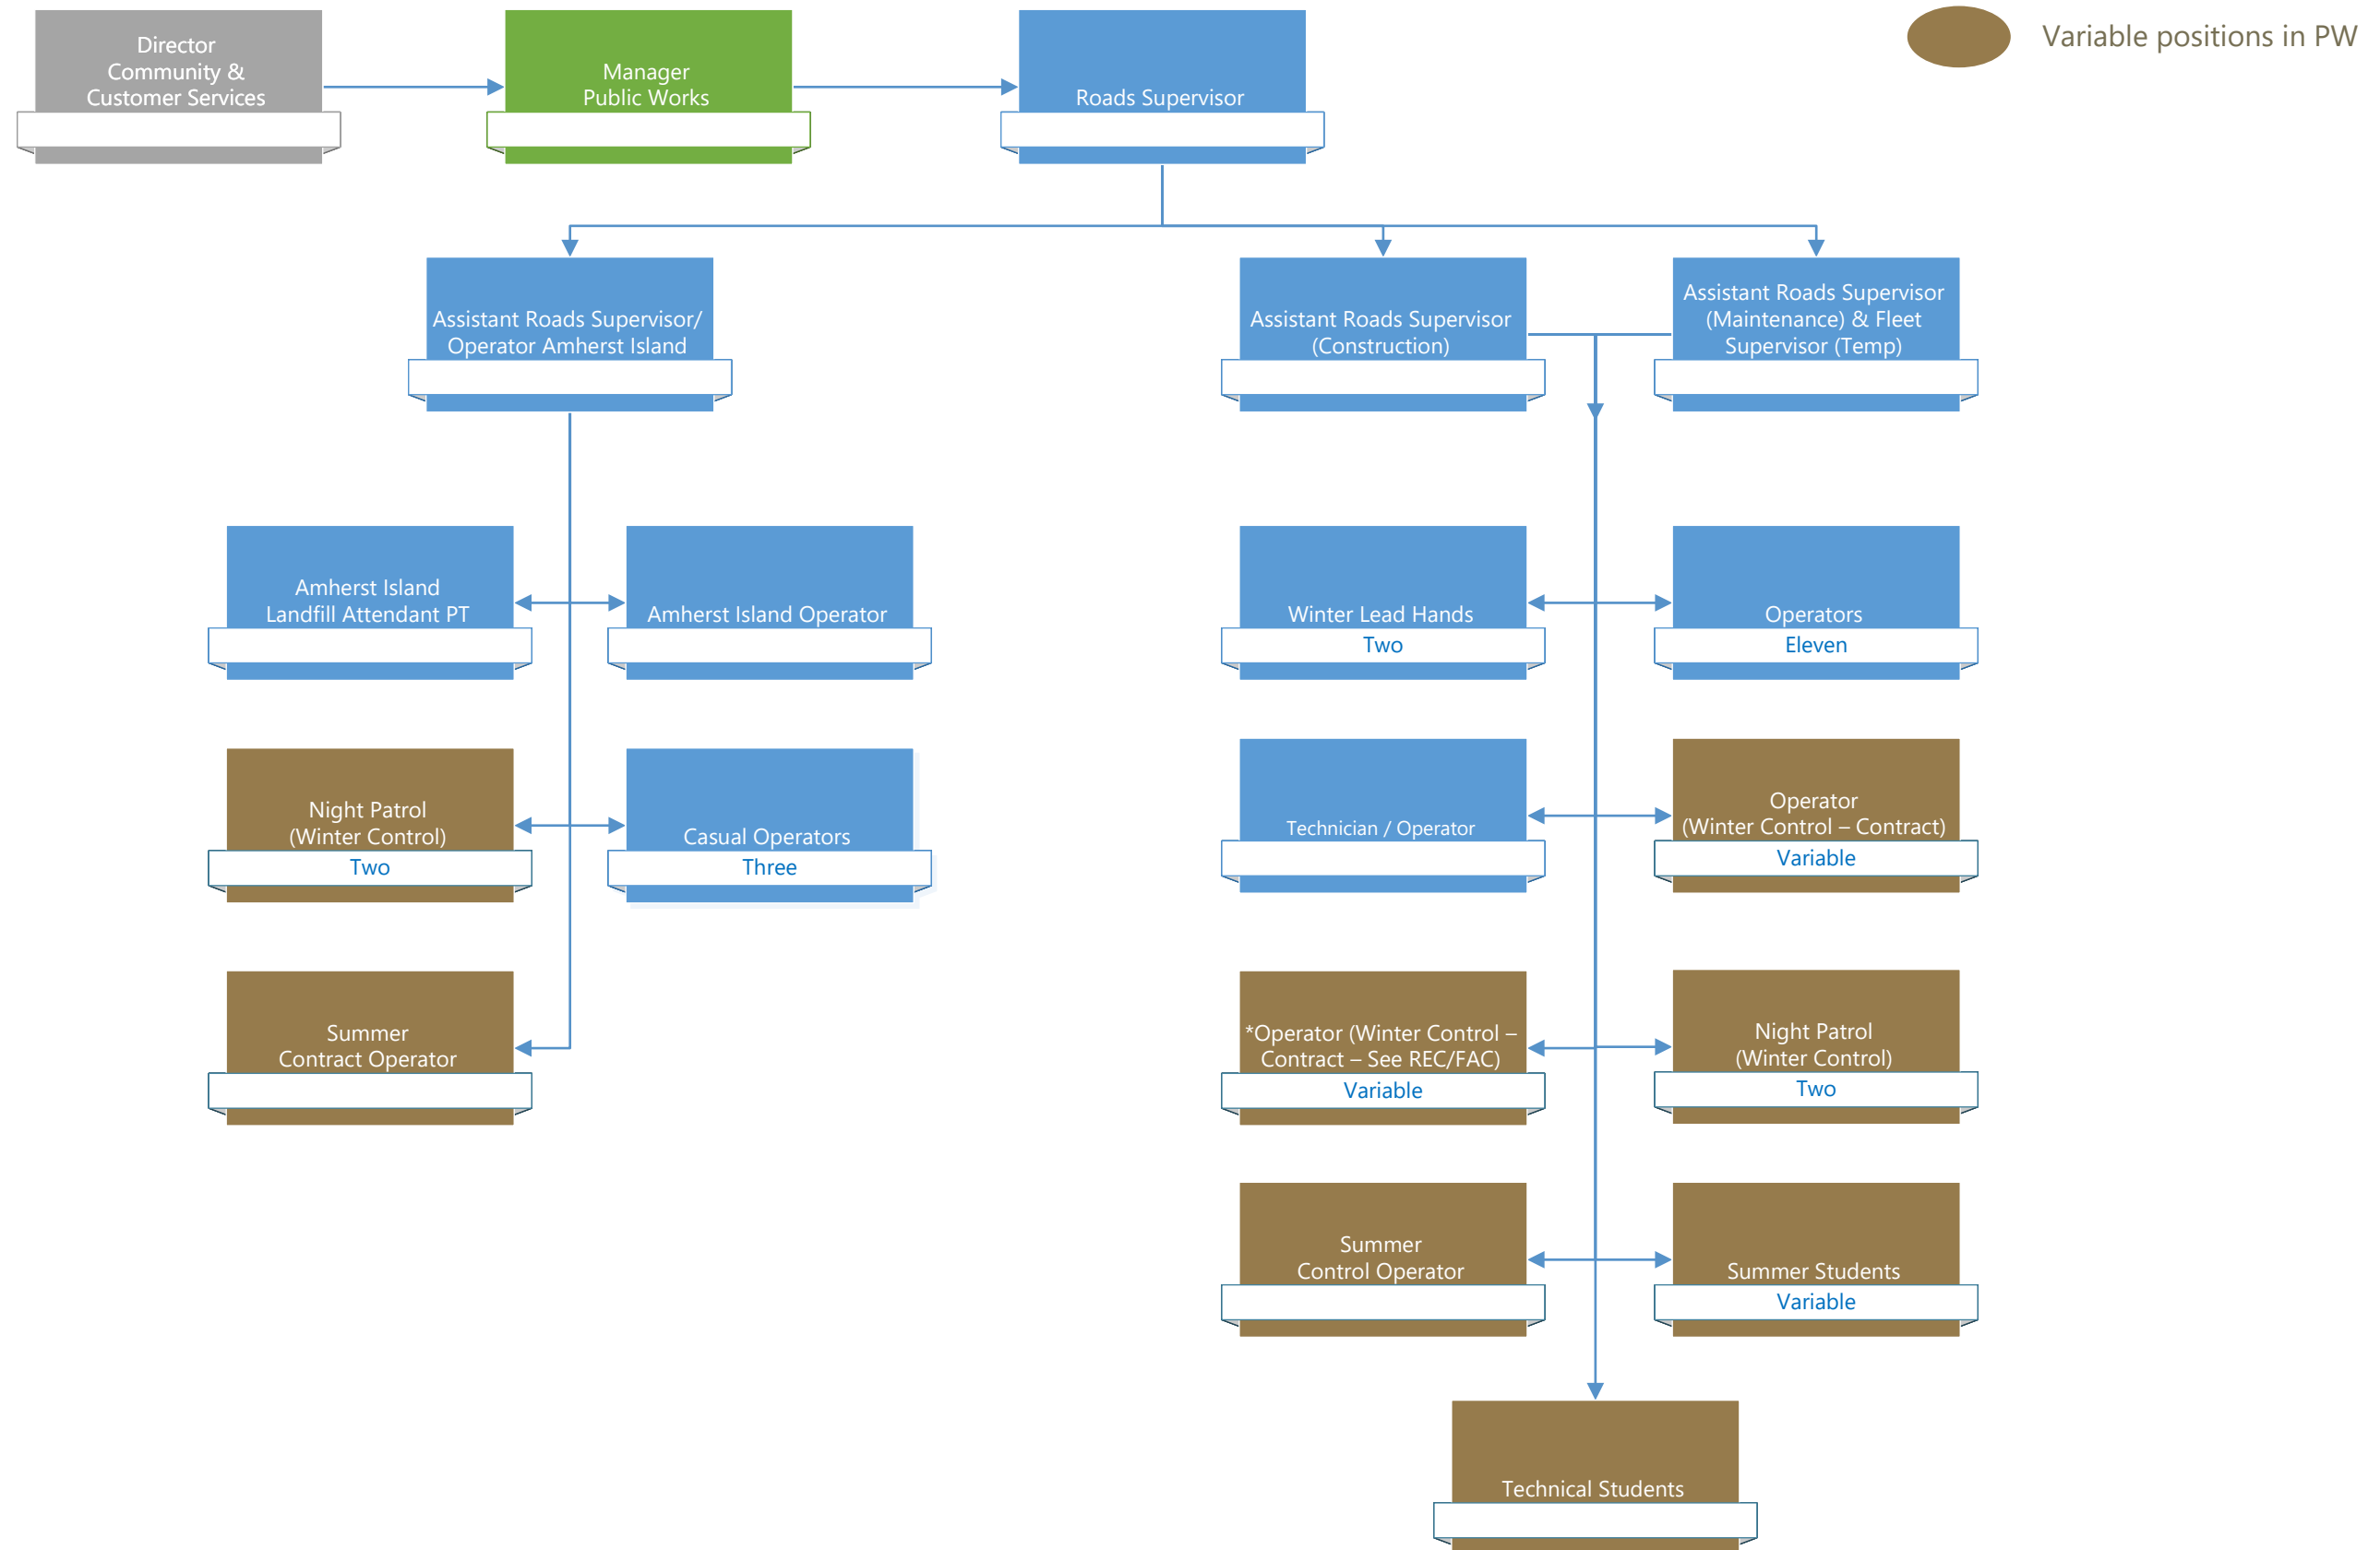 Director
Community &
Customer Services
Manager
Public Works
Roads Supervisor
Variable positions in PW
Assistant Roads Supervisor/
Operator Amherst Island
Assistant Roads Supervisor
(Construction)
Assistant Roads Supervisor
(Maintenance) & Fleet
Supervisor (Temp)
Amherst Island
Landfill Attendant PT
Amherst Island Operator
Winter Lead Hands
Two
Operators
Eleven
Night Patrol
(Winter Control)
Two
Casual Operators
Three
Technician / Operator
Operator
(Winter Control – Contract)
Variable
Summer
Contract Operator
*Operator (Winter Control –
Contract – See REC/FAC)
Variable
Night Patrol
(Winter Control)
Two
Summer
Control Operator
Summer Students
Variable
Technical Students